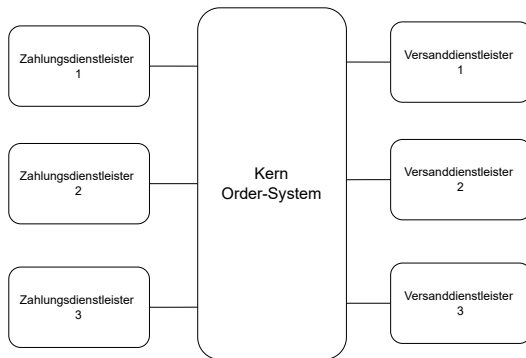 Zahlungsdienstleister
1
Zahlungsdienstleister
2
Zahlungsdienstleister
3
Kern
Order-System
Versanddienstleister
1
Versanddienstleister
2
Versanddienstleister
3